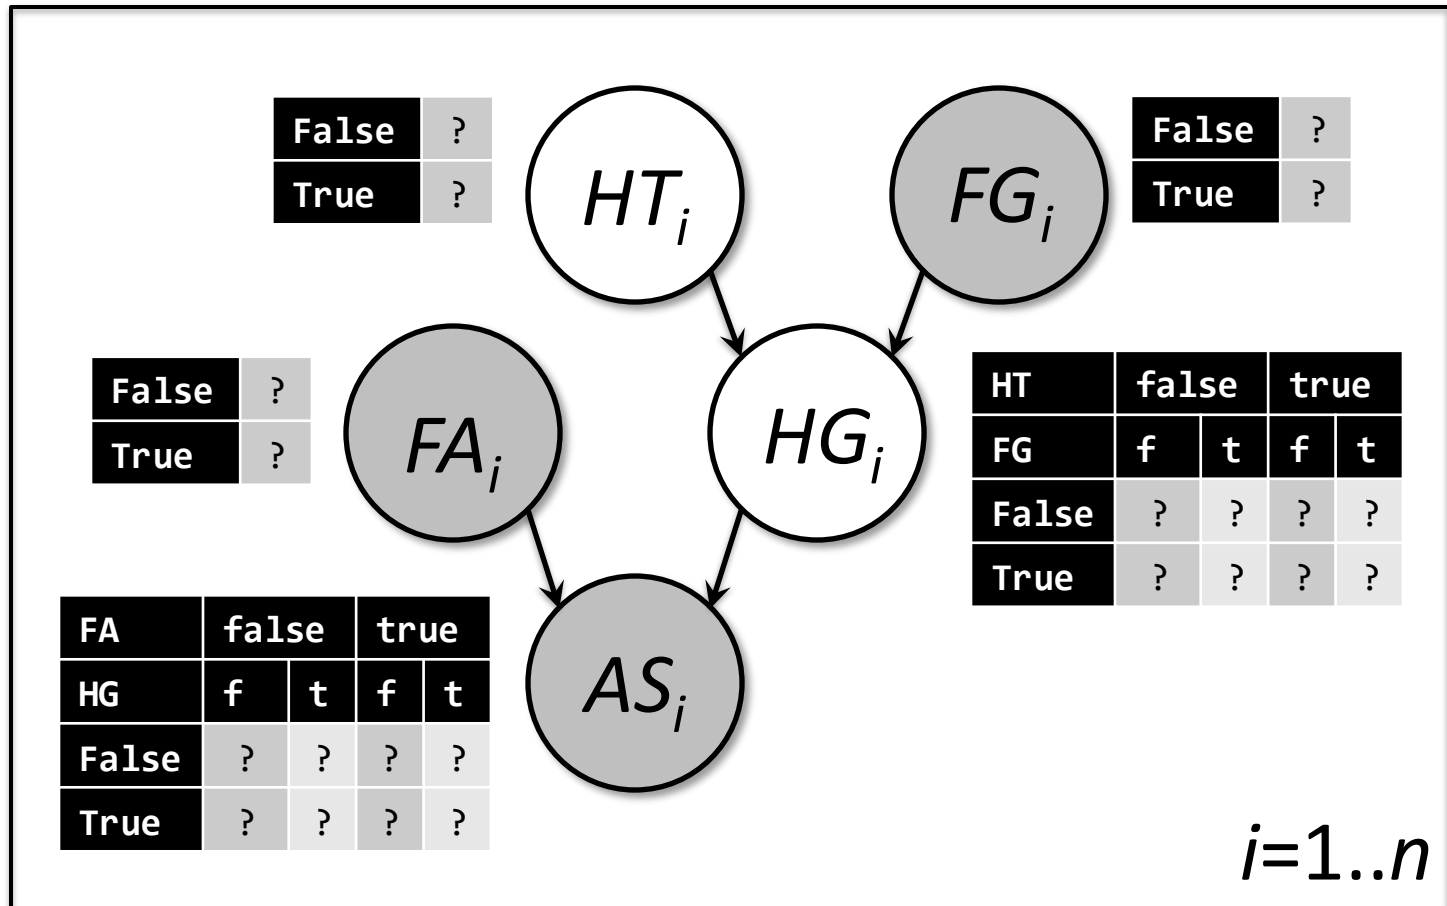 False ?
True ?
HT_i
FG_i
False ?
True ?
False ?
True ?
FA_i
HG_i
HT false true
FG f t f t
False ? ? ? ?
True ? ? ? ?
FA false true
HG f t f t
False ? ? ? ?
True ? ? ? ?
AS_i
i=1..n